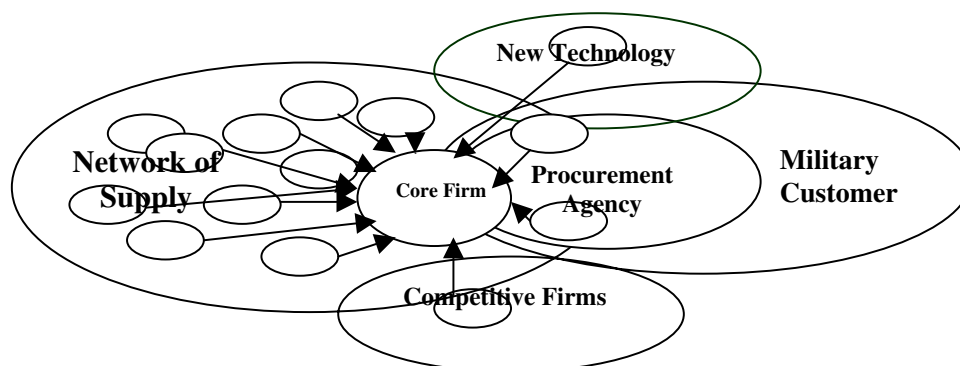 New Technology
Network of
Supply
Core Firm
Procurement
Agency
Military
Customer
Competitive Firms